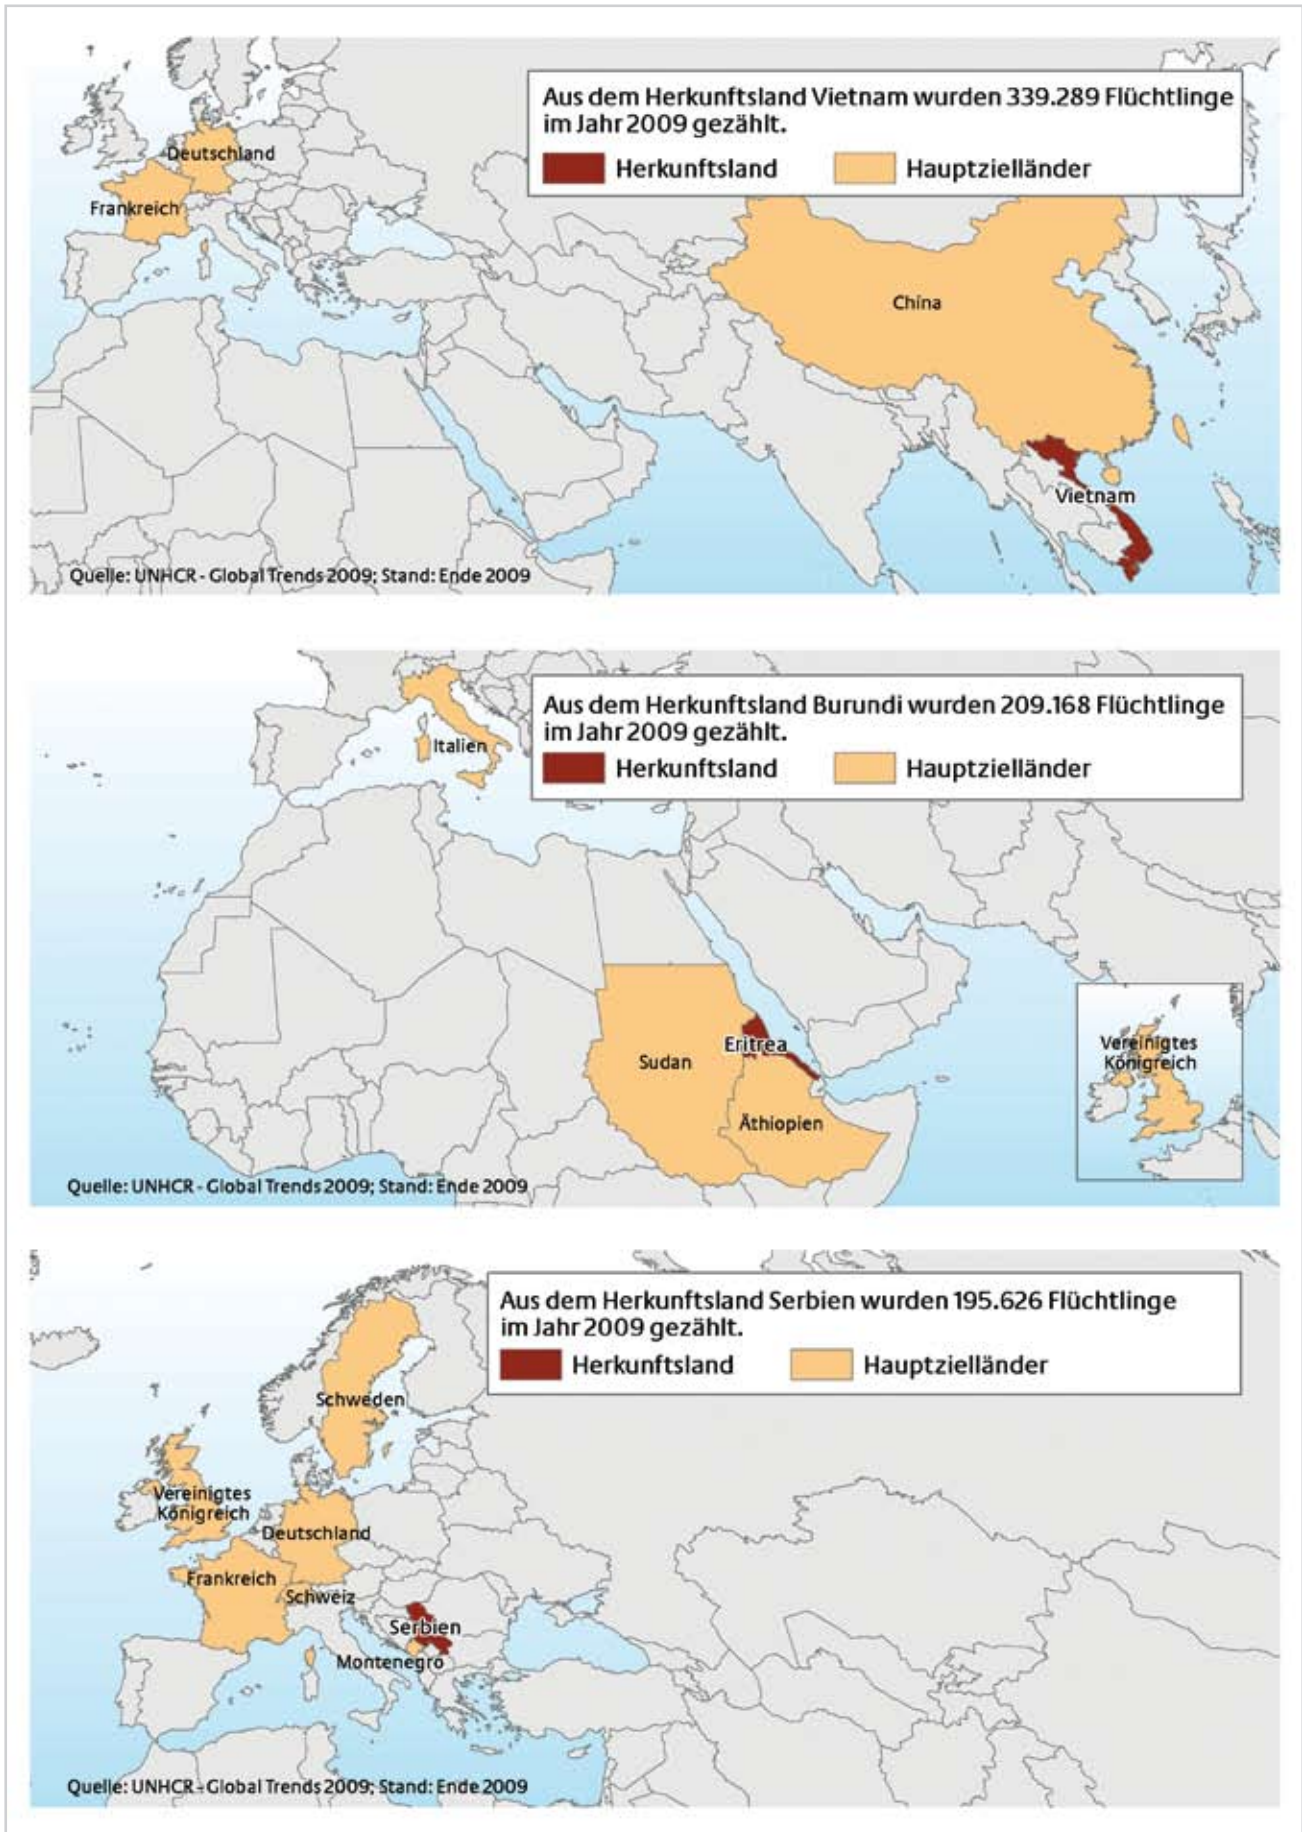 Aus dem Herkunftsland Vietnam wurden 339.289 Flüchtlinge
im Jahr 2009 gezählt.
Herkunftsland
Hauptzielländer
Deutschland
Frankreich
China
Vietnam
Quelle: UNHCR - Global Trends 2009; Stand: Ende 2009
Aus dem Herkunftsland Burundi wurden 209.168 Flüchtlinge
im Jahr 2009 gezählt.
Herkunftsland
Hauptzielländer
Italien
Eritrea
Sudan
Vereinigtes
Königreich
Äthiopien
Quelle: UNHCR - Global Trends 2009; Stand: Ende 2009
Aus dem Herkunftsland Serbien wurden 195.626 Flüchtlinge
im Jahr 2009 gezählt.
Herkunftsland
Hauptzielländer
Schweden
Vereinigtes
Königreich
Deutschland
Frankreich
Schweiz
Serbien
Montenegro
Quelle: UNHCR - Global Trends 2009; Stand: Ende 2009